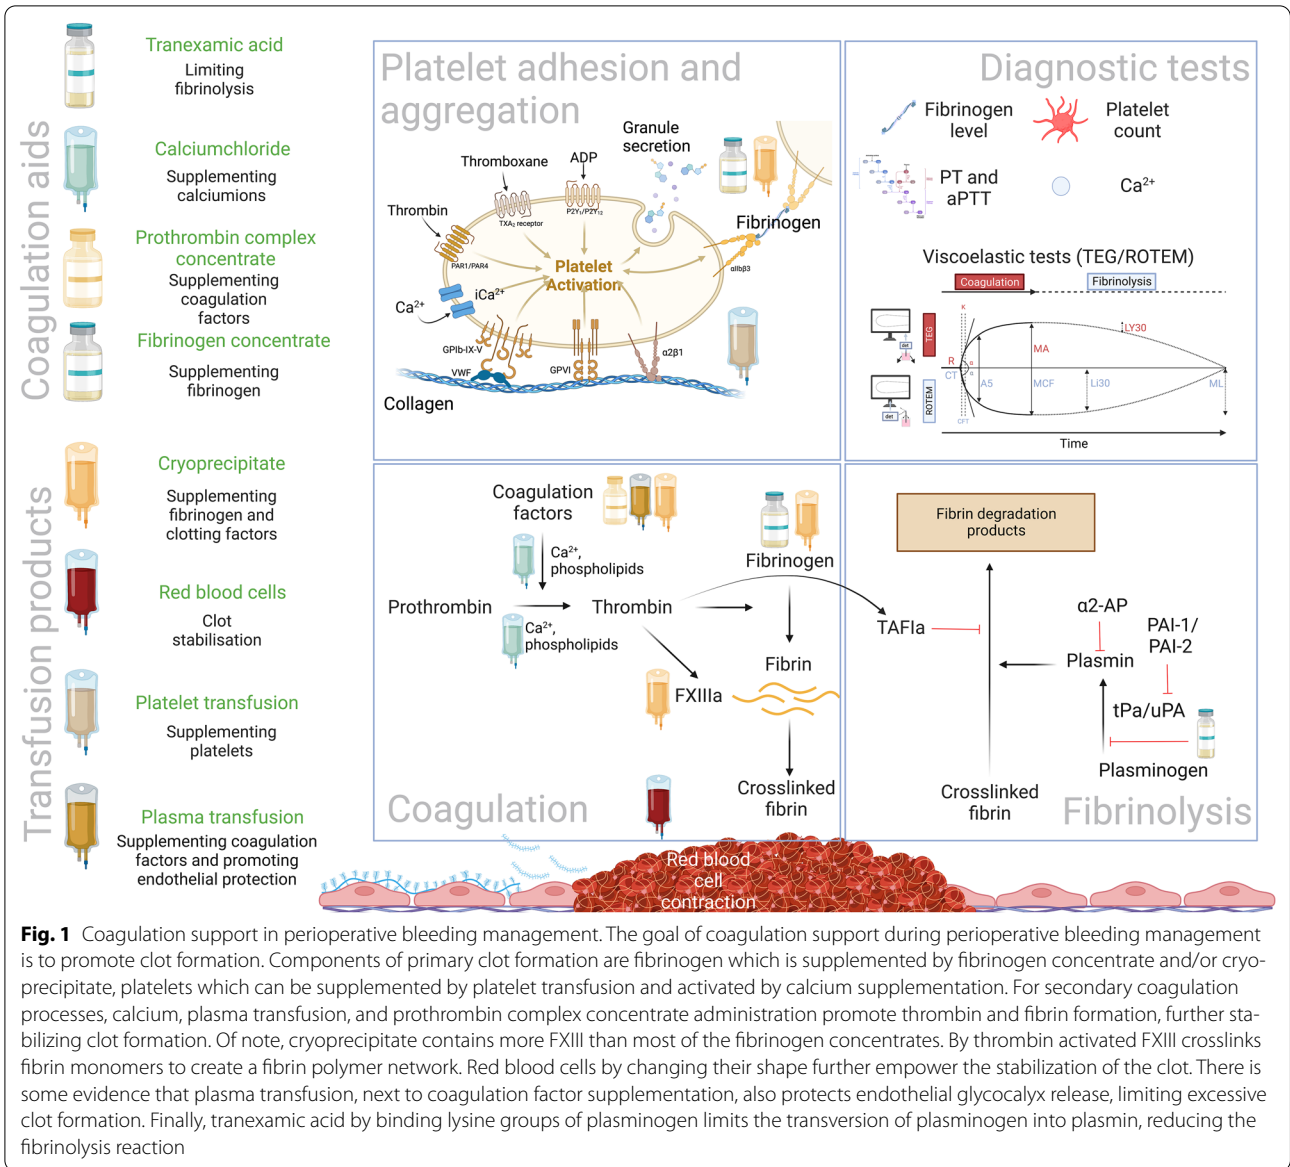 Coagulation aids
Tranexamic acid
Limiting
fibrinolysis
Calciumchloride
Supplementing
calciumions
Prothrombin complex
concentrate
Supplementing
coagulation
factors
Fibrinogen concentrate
Supplementing
fibrinogen
Transfusion products
Cryoprecipitate
Supplementing
fibrinogen and
clotting factors
Red blood cells
Clot
stabilisation
Platelet transfusion
Supplementing
platelets
Plasma transfusion
Supplementing coagulation
factors and promoting
endothelial protection
Platelet adhesion and
aggregation
Granule
secretion
Thromboxane
ADP
Thrombin
TXA₂ receptor
P2Y₁/P2Y₁₂
Fibrinogen
PAR1/PAR4
Platelet
Activation
αIIbβ3
Ca²⁺
iCa²⁺
GPIb-IX-V
VWF
GPVI
α2β1
Collagen
Diagnostic tests
Fibrinogen
level
Platelet
count
PT and
aPTT
Ca²⁺
Viscoelastic tests (TEG/ROTEM)
Coagulation
Fibrinolysis
K
TEG
det
LY30
MA
R
α
CT
α
A5
MCF
Li30
ML
ROTEM
det
CFT
Time
Coagulation
factors
Ca²⁺,
phospholipids
Fibrinogen
Prothrombin
Thrombin
Ca²⁺,
phospholipids
Fibrin
FXIIIa
Crosslinked
fibrin
Coagulation
Fibrin degradation
products
TAFIa
α2-AP
PAI-1/
PAI-2
Plasmin
tPa/uPA
Plasminogen
Crosslinked
fibrin
Fibrinolysis
Red blood
cell
contraction
Fig. 1 Coagulation support in perioperative bleeding management. The goal of coagulation support during perioperative bleeding management
is to promote clot formation. Components of primary clot formation are fibrinogen which is supplemented by fibrinogen concentrate and/or cryo-
precipitate, platelets which can be supplemented by platelet transfusion and activated by calcium supplementation. For secondary coagulation
processes, calcium, plasma transfusion, and prothrombin complex concentrate administration promote thrombin and fibrin formation, further sta-
bilizing clot formation. Of note, cryoprecipitate contains more FXIII than most of the fibrinogen concentrates. By thrombin activated FXIII crosslinks
fibrin monomers to create a fibrin polymer network. Red blood cells by changing their shape further empower the stabilization of the clot. There is
some evidence that plasma transfusion, next to coagulation factor supplementation, also protects endothelial glycocalyx release, limiting excessive
clot formation. Finally, tranexamic acid by binding lysine groups of plasminogen limits the transversion of plasminogen into plasmin, reducing the
fibrinolysis reaction